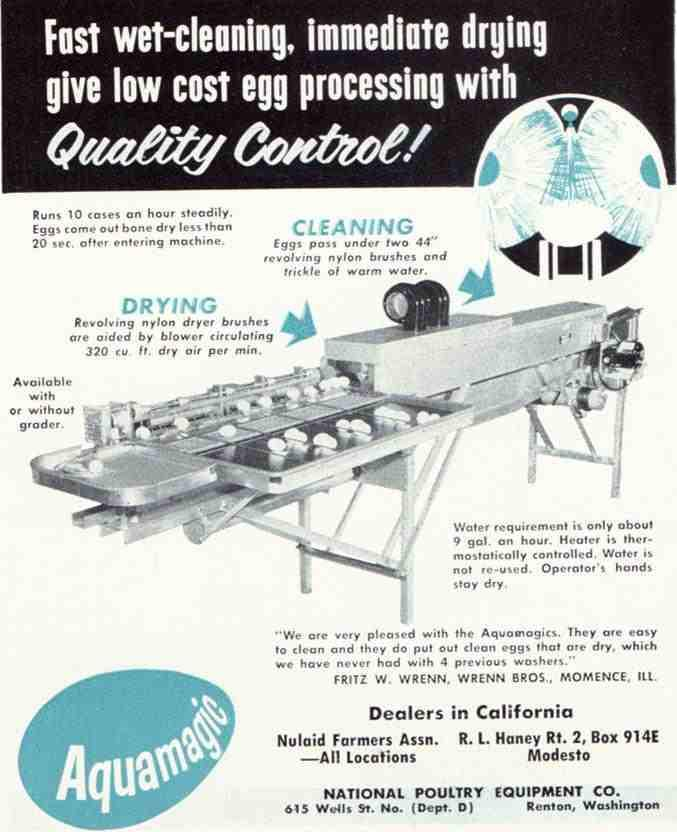 Fast wet-cleaning, immediate drying
give low cost egg processing with
Quality Control!
Runs 10 cases an hour steadily.
Eggs come out bone dry less than
20 sec. after entering machine.
CLEANING
Eggs pass under two 44"
revolving nylon brushes and
trickle of warm water.
DRYING
Revolving nylon dryer brushes
are aided by blower circulating
320 cu. ft. dry air per min.
Available
with
or without
grader.
Water requirement is only about
9 gal. an hour. Heater is ther-
mostatically controlled. Water is
not re-used. Operator's hands
stay dry.
"We are very pleased with the Aquamagics. They are easy
to clean and they do put out clean eggs that are dry, which
we have never had with 4 previous washers."
FRITZ W. WRENN, WRENN BROS., MOMENCE, ILL.
Aquamagic
Dealers in California
Nulaid Farmers Assn.
—All Locations
R. L. Haney Rt. 2, Box 914E
Modesto
NATIONAL POULTRY EQUIPMENT CO.
615 Wells St. No. (Dept. D) Renton, Washington